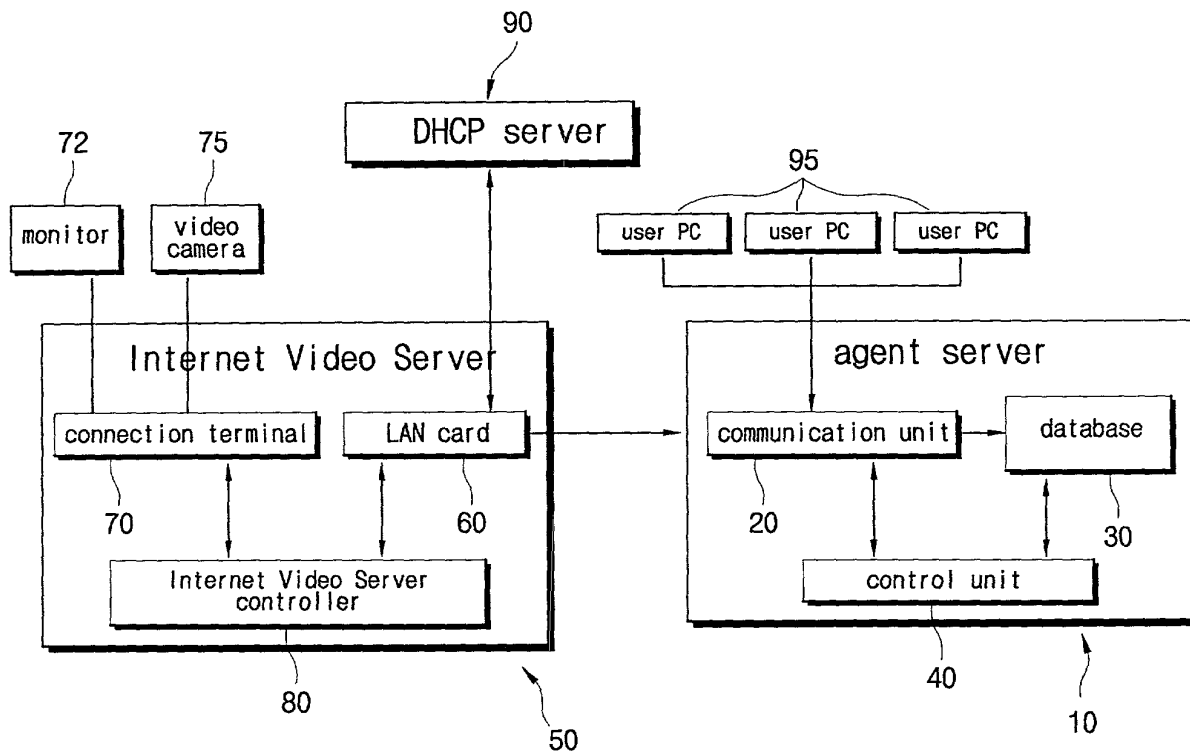 90
DHCP server
72
75
95
monitor
video
camera
user PC
user PC
user PC
Internet Video Server
agent server
connection terminal
LAN card
communication unit
database
70
60
20
30
Internet Video Server
controller
control unit
80
50
40
10